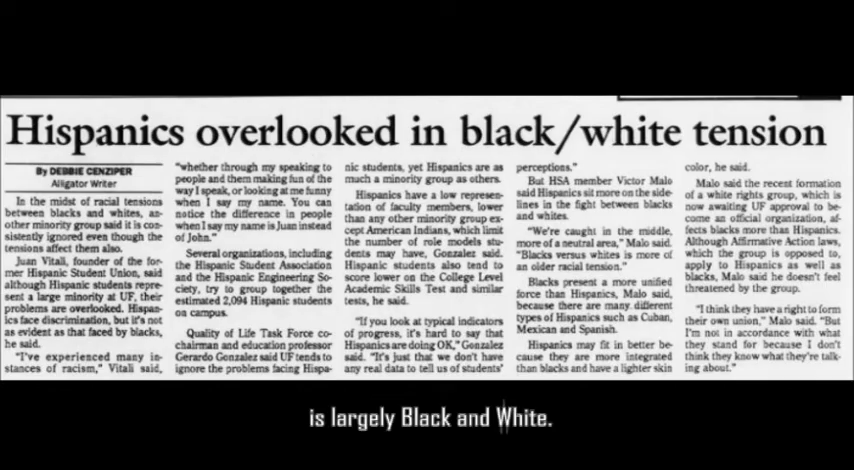 Hispanics overlooked in black/white tension
By DEBBIE CENZIPER
Alligator Writer
In the midst of racial tensions
between blacks and whites, an-
other minority group said it is con-
sistently ignored even though the
tensions affect them also.
Juan Vitali, founder of the for-
mer Hispanic Student Union, said
although Hispanic students repre-
sent a large minority at UF, their
problems are overlooked. Hispan-
ics face discrimination, but it's not
as evident as that faced by blacks,
he said.
"I've experienced many in-
stances of racism," Vitali said,
"whether through my speaking to
people and them making fun of the
way I speak, or looking at me funny
when I say my name. You can
notice the difference in people
when I say my name is Juan instead
of John."
Several organizations, including
the Hispanic Student Association
and the Hispanic Engineering So-
ciety, try to group together the
estimated 2,094 Hispanic students
on campus.
Quality of Life Task Force co-
chairman and education professor
Gerardo Gonzalez said UF tends to
ignore the problems facing Hispa-
nic students, yet Hispanics are as
much a minority group as others.
Hispanics have a low represen-
tation of faculty members, lower
than any other minority group ex-
cept American Indians, which limit
the number of role models stu-
dents may have, Gonzalez said.
Hispanic students also tend to
score lower on the College Level
Academic Skills Test and similar
tests, he said.
"If you look at typical indicators
of progress, it's hard to say that
Hispanics are doing OK," Gonzalez
said. "It's just that we don't have
any real data to tell us of students'
perceptions."
But HSA member Victor Malo
said Hispanics sit more on the side-
lines in the fight between blacks
and whites.
"We're caught in the middle,
more of a neutral area," Malo said.
"Blacks versus whites is more of
an older racial tension."
Blacks present a more unified
force than Hispanics, Malo said,
because there are many different
types of Hispanics such as Cuban,
Mexican and Spanish.
Hispanics may fit in better be-
cause they are more integrated
than blacks and have a lighter skin
color, he said.
Malo said the recent formation
of a white rights group, which is
now awaiting UF approval to be-
come an official organization, af-
fects blacks more than Hispanics.
Although Affirmative Action laws,
which the group is opposed to,
apply to Hispanics as well as
blacks, Malo said he doesn't feel
threatened by the group.
"I think they have a right to form
their own union," Malo said. "But
I'm not in accordance with what
they stand for because I don't
think they know what they're talk-
ing about."
is largely Black and White.